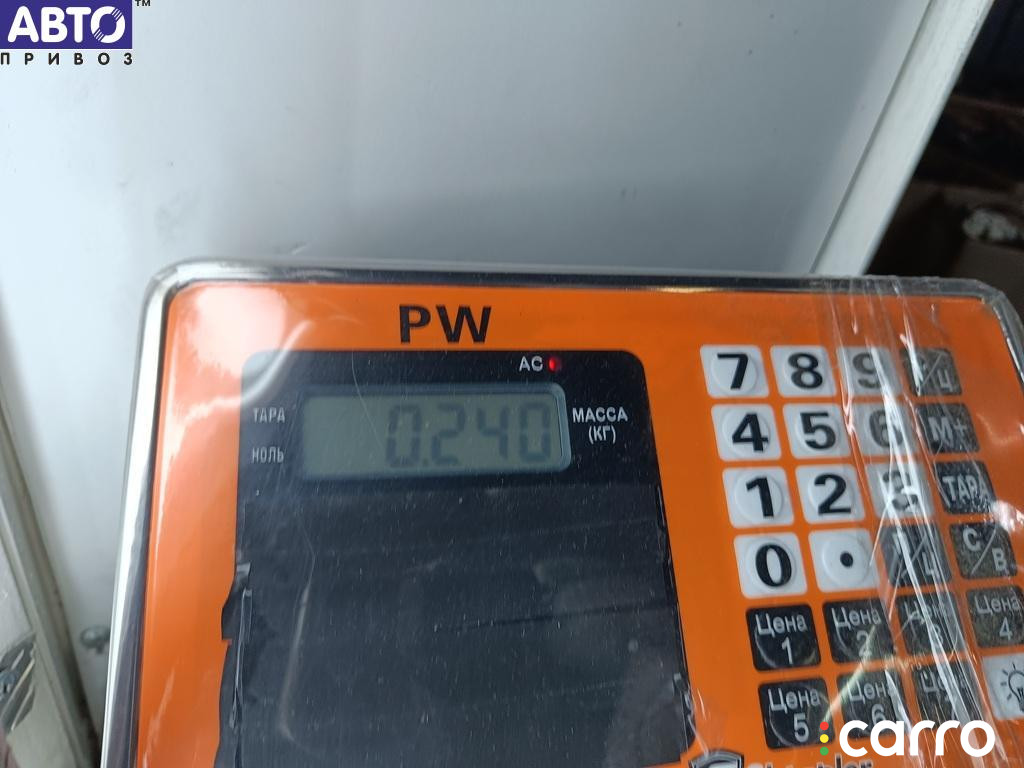 АВТО™
ПРИВОЗ
PW
AC
ТАРА
НОЛЬ
0.240
МАССА
(КГ)
7 8 9
4 5 6 M+
1 2 3 ТАРА
0 • С/В
Цена 1 Цена 2 Цена 4
Цена 5 Цена 6
carro